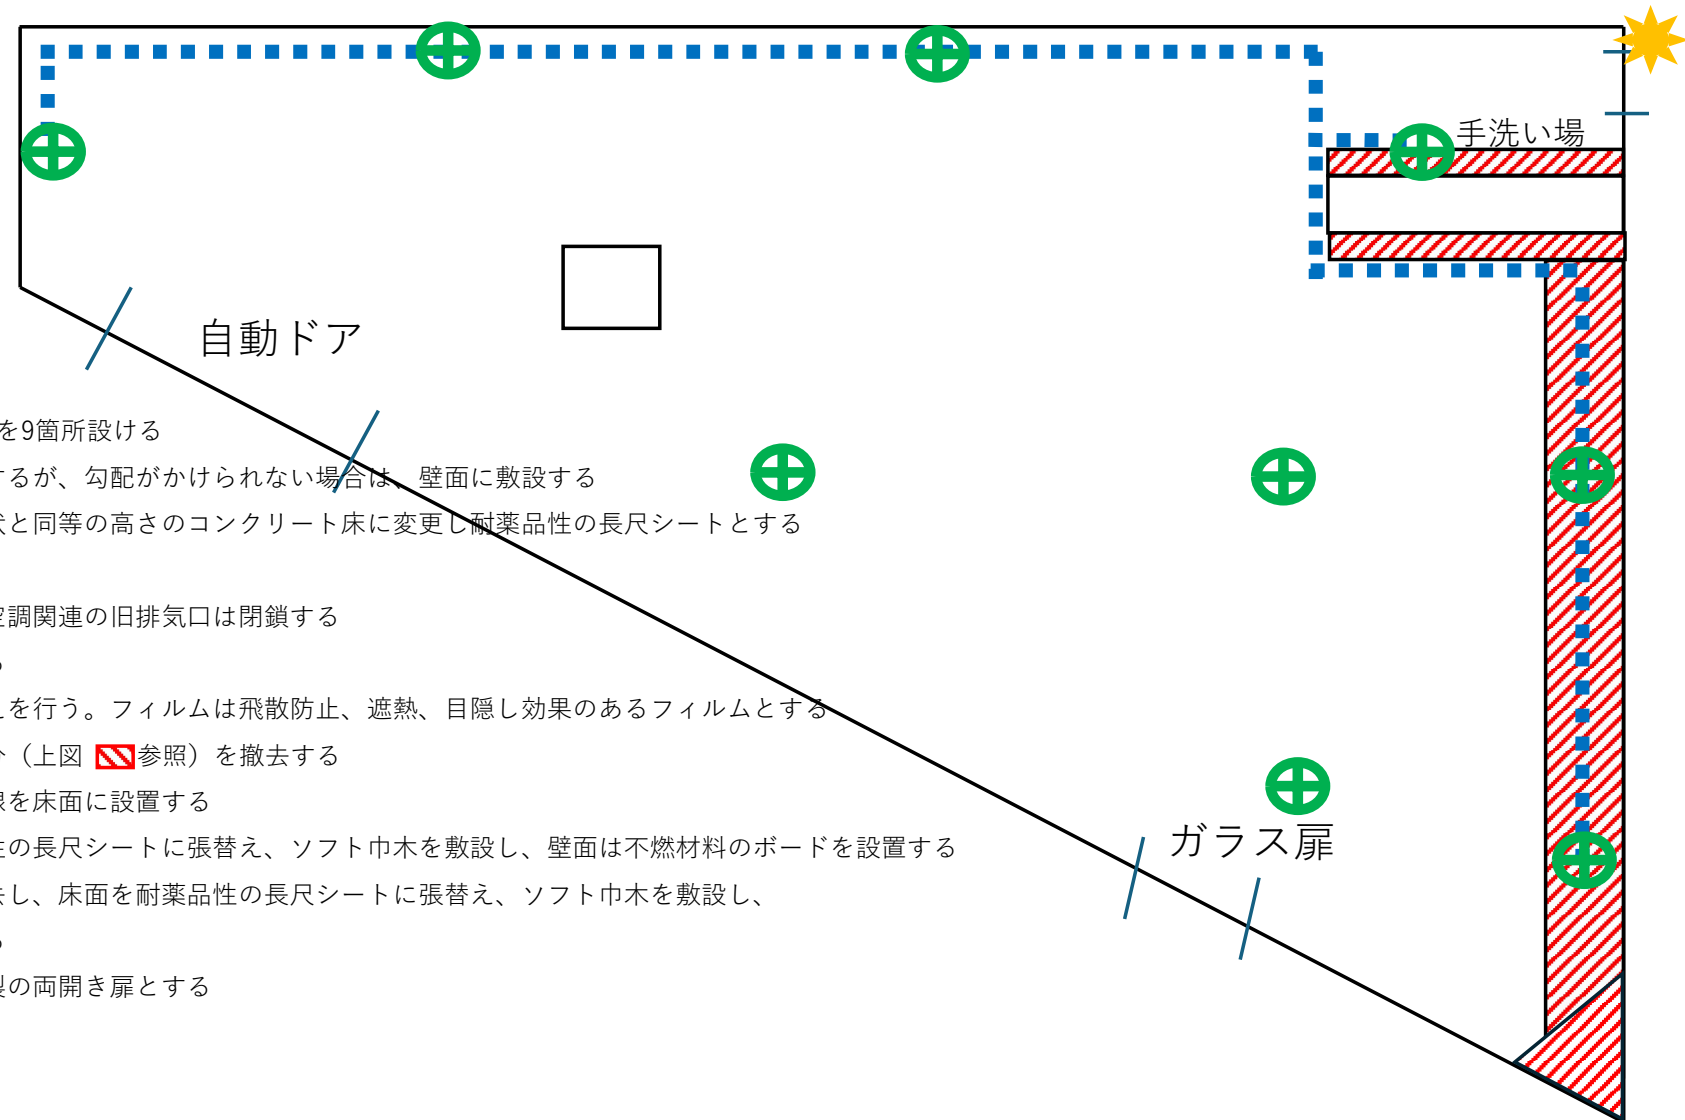 手洗い場
自動ドア
を9箇所設ける
するが、勾配がかけられない場合は、壁面に敷設する
状と同等の高さのコンクリート床に変更し耐薬品性の長尺シートとする
空調関連の旧排気口は閉鎖する
る
えを行う。フィルムは飛散防止、遮熱、目隠し効果のあるフィルムとする
分（上図 参照）を撤去する
線を床面に設置する
ガラス扉
性の長尺シートに張替え、ソフト巾木を敷設し、壁面は不燃材料のボードを設置する
去し、床面を耐薬品性の長尺シートに張替え、ソフト巾木を敷設し、
る
製の両開き扉とする